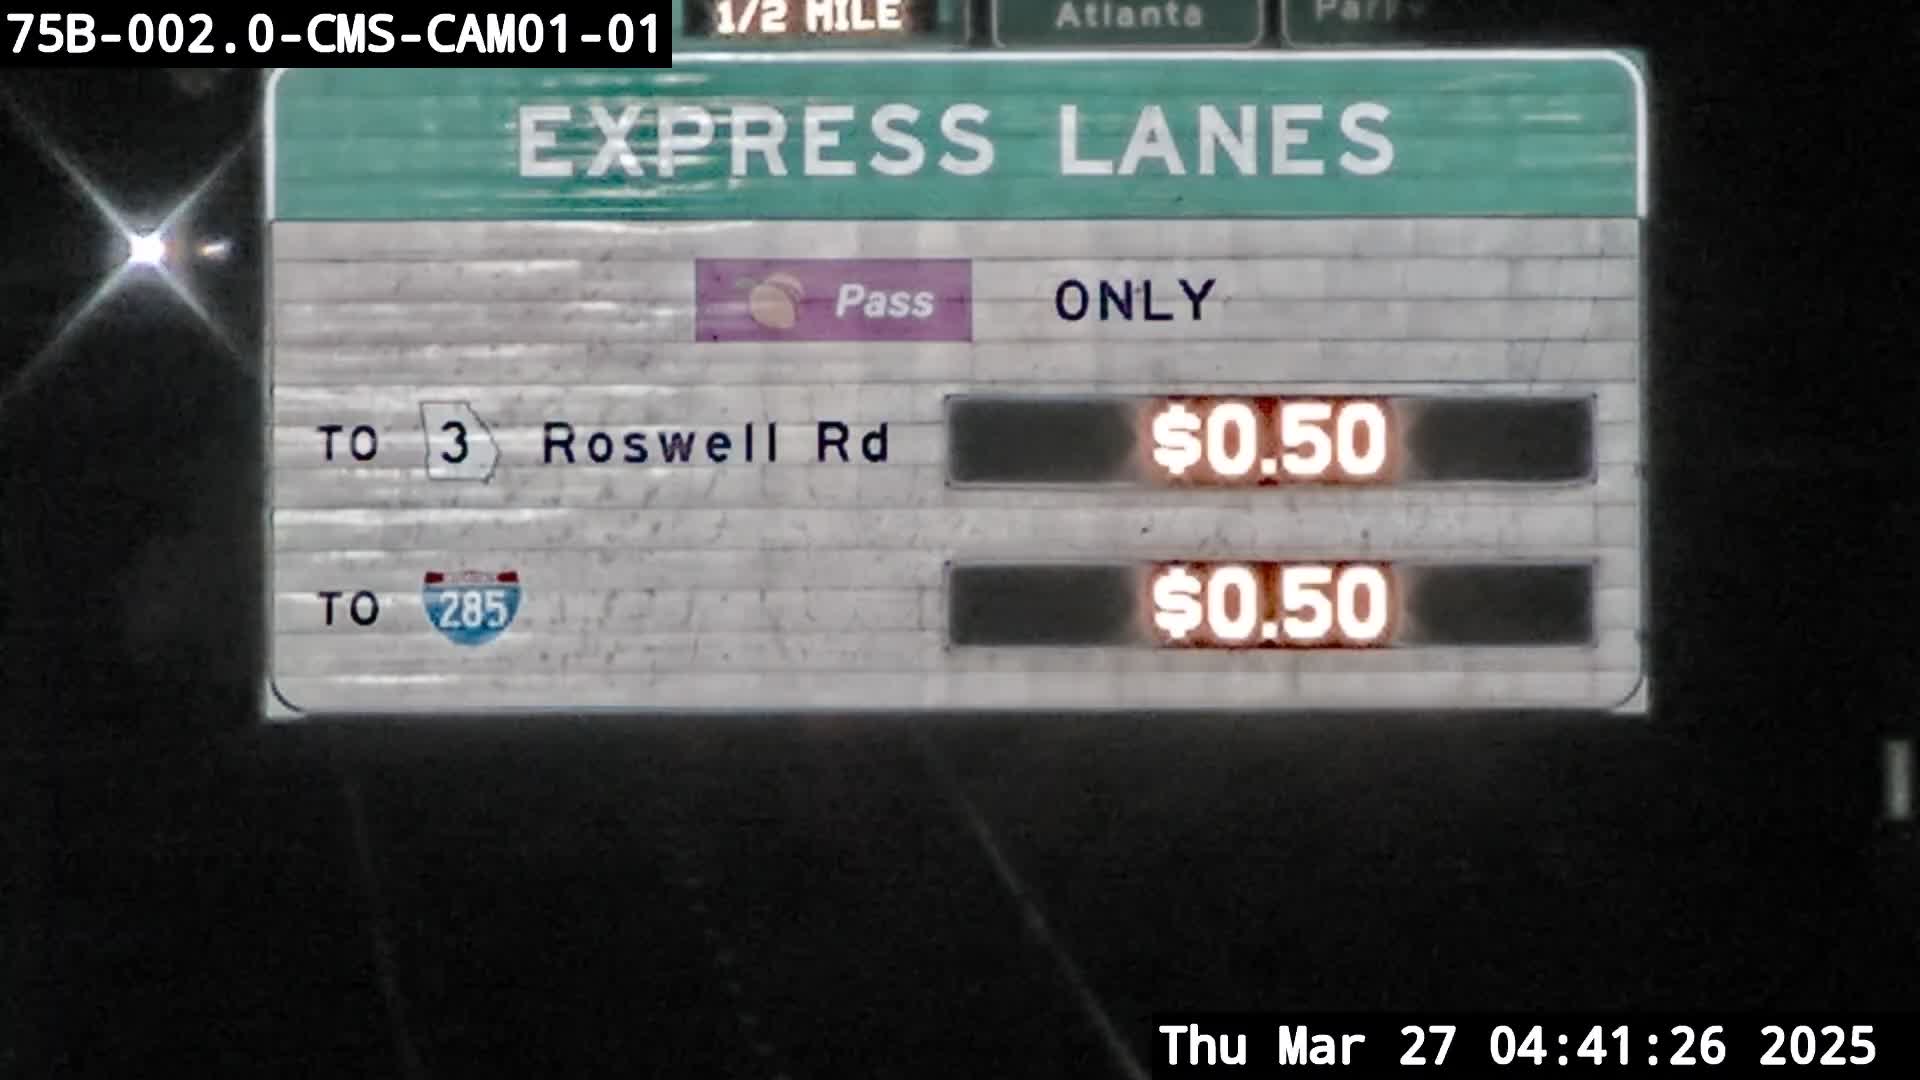 75B-002.0-CMS-CAM01-01
1/2 MILE
Atlanta
EXPRESS LANES
Pass ONLY
TO 3 Roswell Rd $0.50
TO 285 $0.50
Thu Mar 27 04:41:26 2025